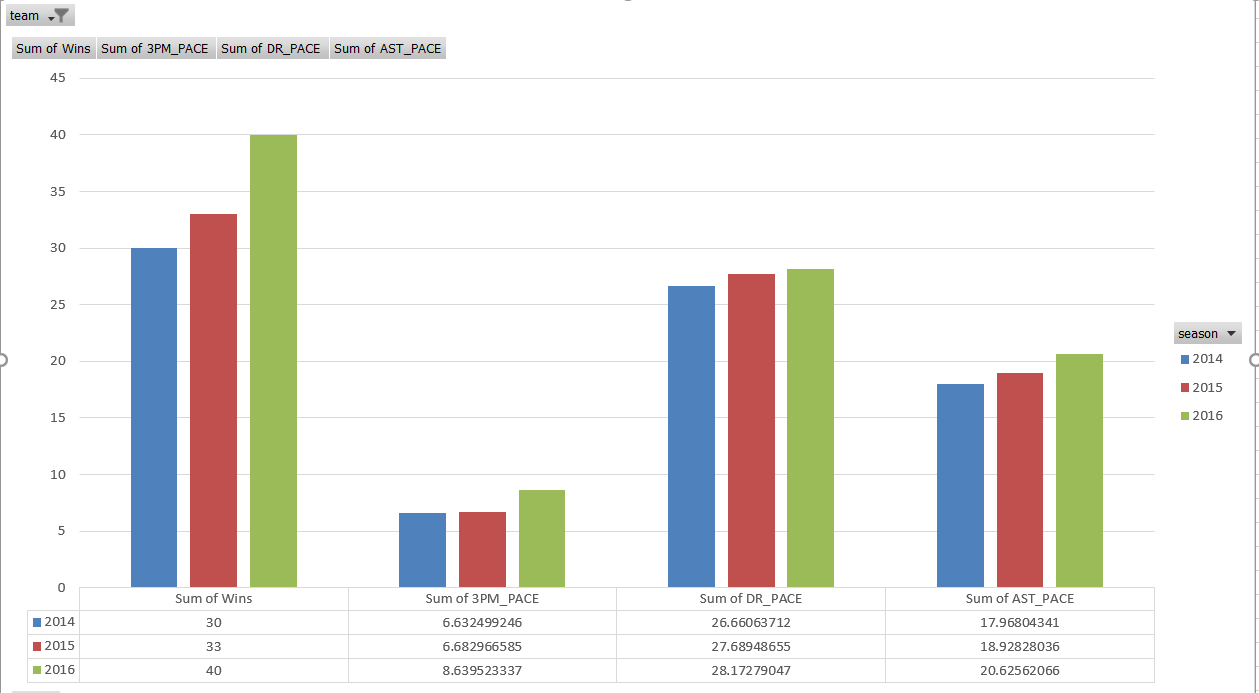 team
Sum of Wins Sum of 3PM_PACE Sum of DR_PACE Sum of AST_PACE
45
40
35
30
25
20
15
10
5
0
season
2014
2015
2016
Sum of Wins Sum of 3PM_PACE Sum of DR_PACE Sum of AST_PACE
2014 30 6.632499246 26.66063712 17.96804341
2015 33 6.682966585 27.68948655 18.92828036
2016 40 8.639523337 28.17279047 20.62562066